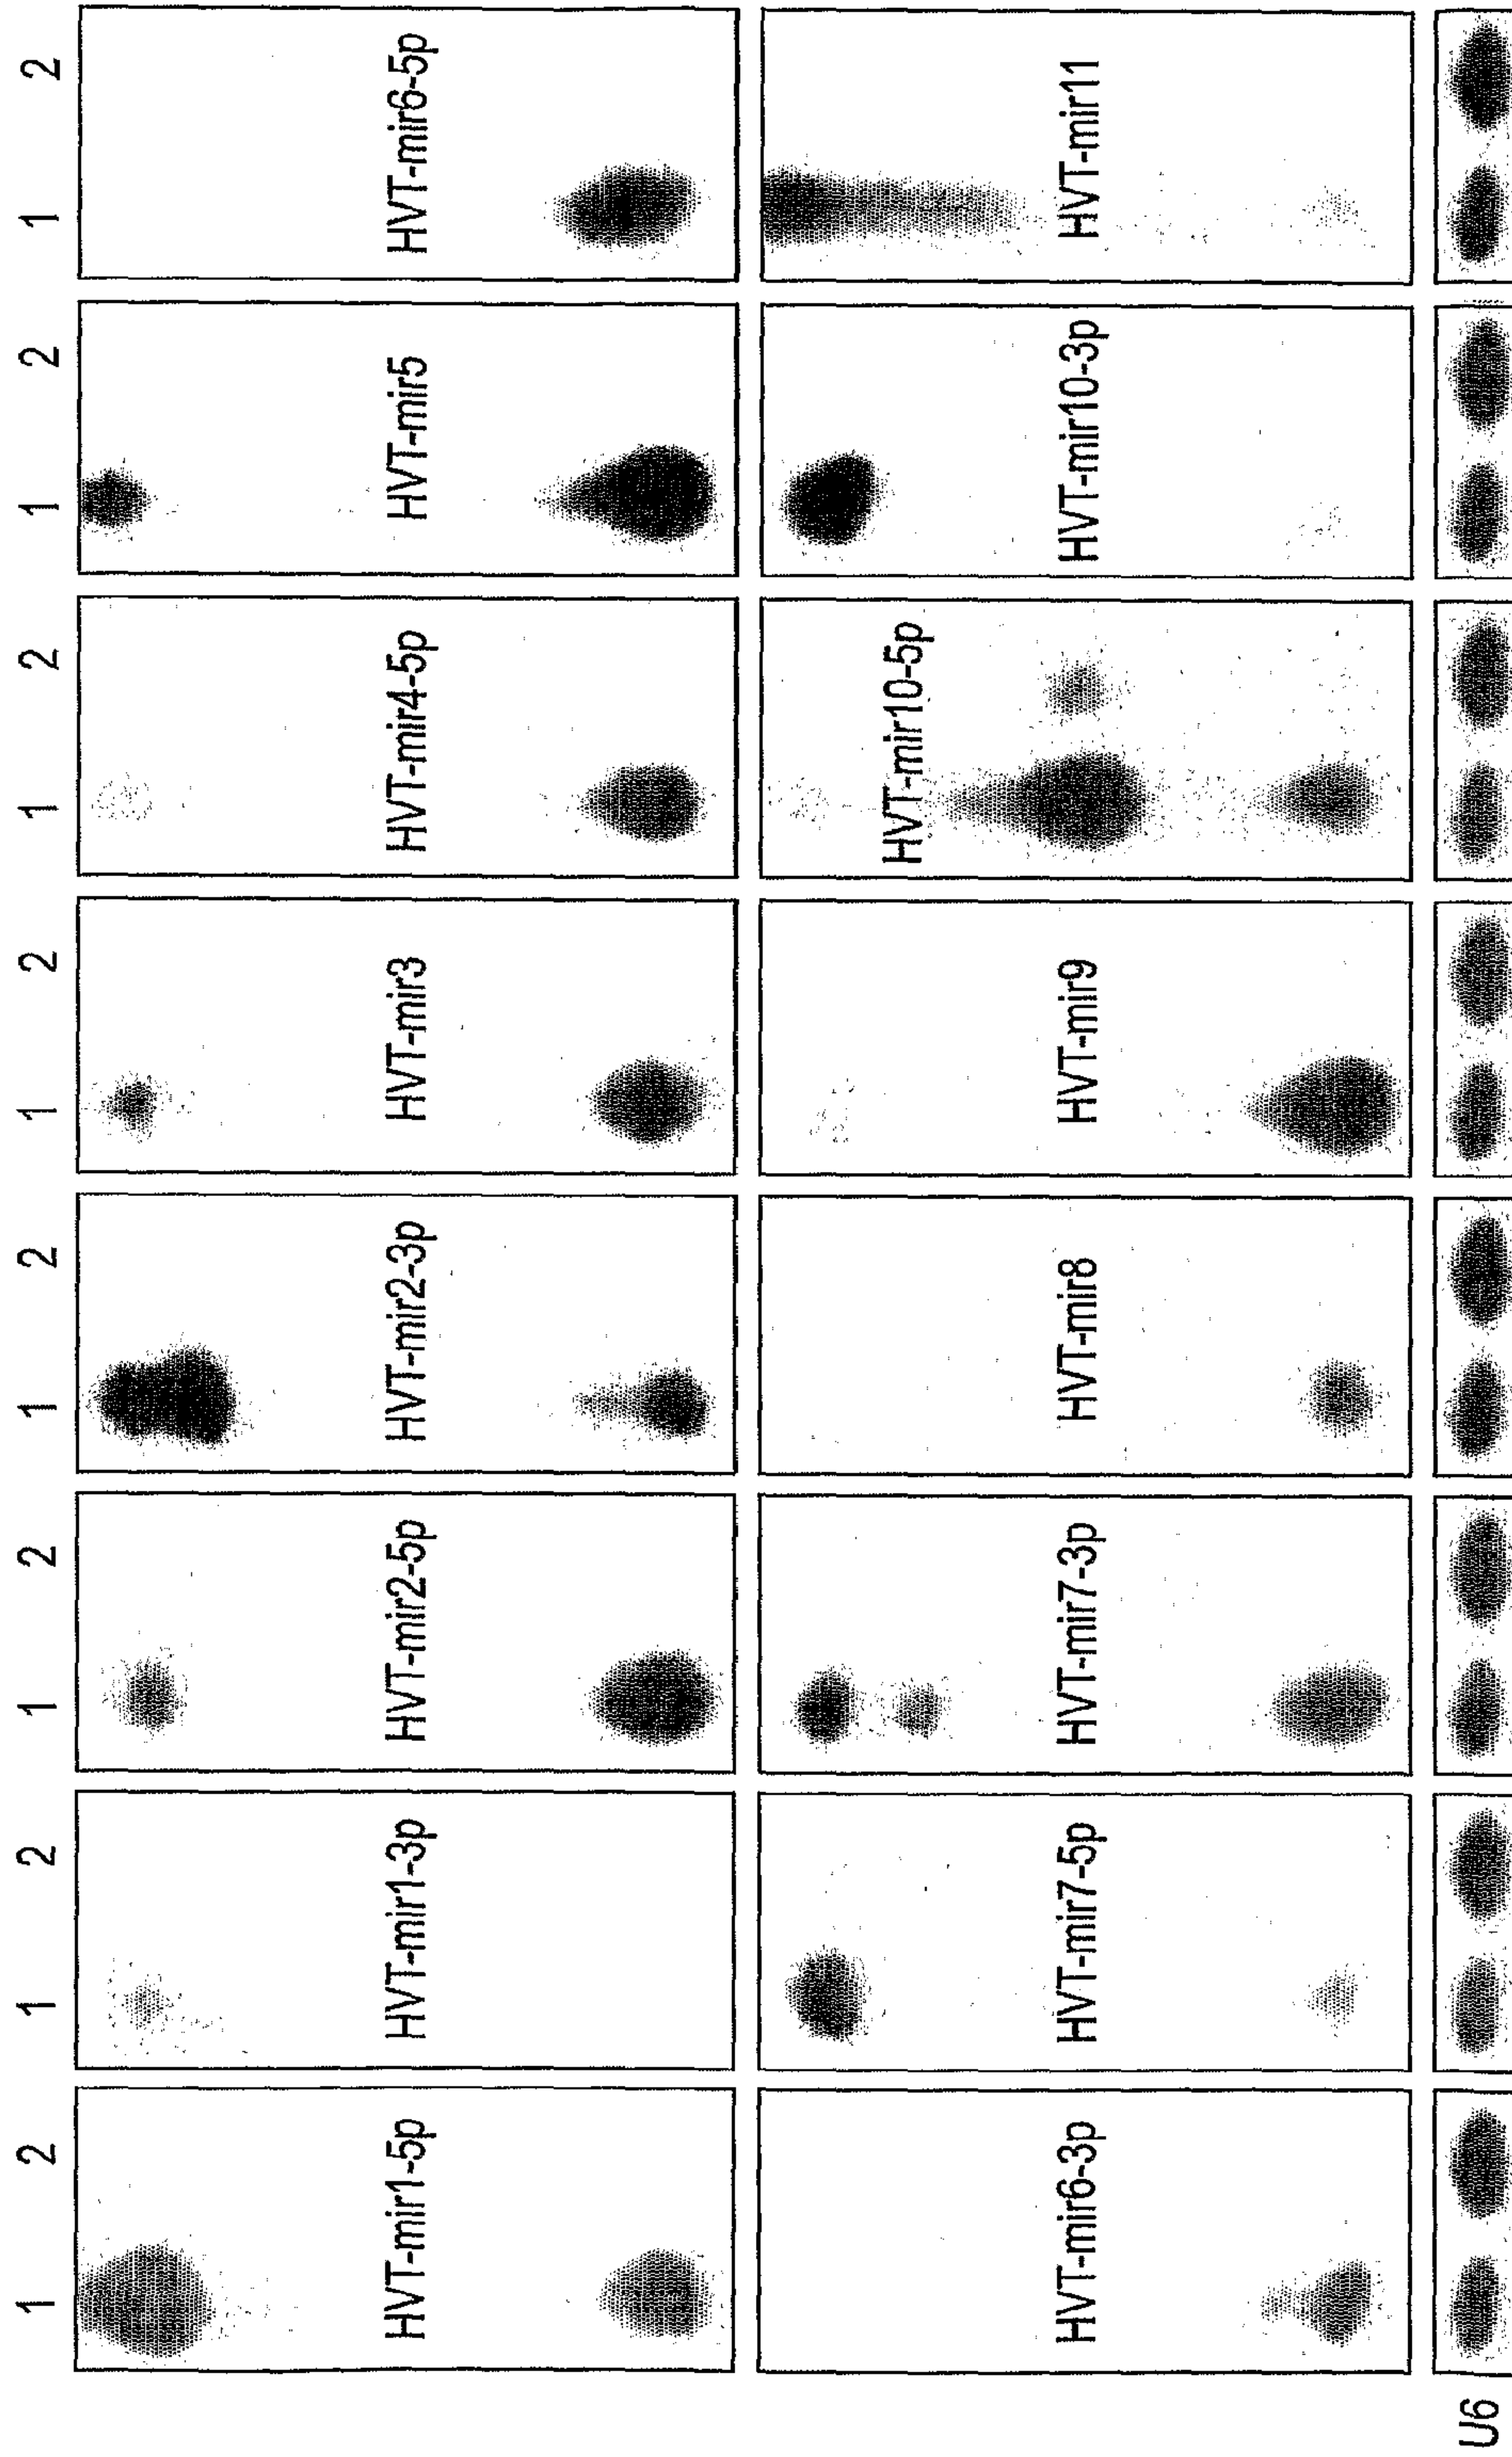 1 2 1 2 1 2 1 2 1 2 1 2 1 2 1 2
HVT-mir1-5p HVT-mir1-3p HVT-mir2-5p HVT-mir2-3p HVT-mir3 HVT-mir4-5p HVT-mir5 HVT-mir6-5p
HVT-mir6-3p HVT-mir7-5p HVT-mir7-3p HVT-mir8 HVT-mir9 HVT-mir10-5p HVT-mir10-3p HVT-mir11
U6